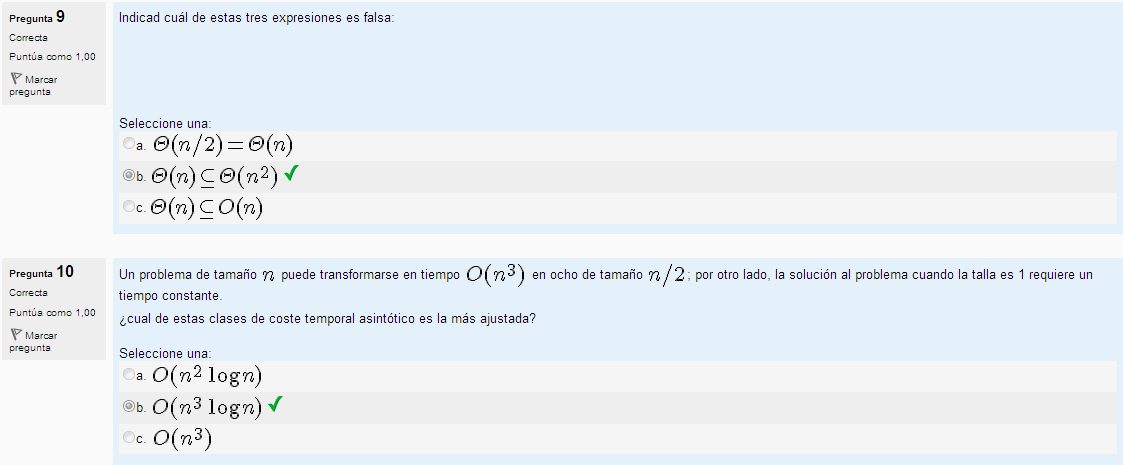 Pregunta 9
Correcta
Puntúa como 1,00
Marcar
pregunta
Indicad cuál de estas tres expresiones es falsa:
Seleccione una:
a. Θ(n/2) = Θ(n)
b. Θ(n) ⊆ Θ(n²) ✓
c. Θ(n) ⊆ O(n)
Pregunta 10
Correcta
Puntúa como 1,00
Marcar
pregunta
Un problema de tamaño n puede transformarse en tiempo O(n³) en ocho de tamaño n/2; por otro lado, la solución al problema cuando la talla es 1 requiere un
tiempo constante.
¿cual de estas clases de coste temporal asintótico es la más ajustada?
Seleccione una:
a. O(n² log n)
b. O(n³ log n) ✓
c. O(n³)